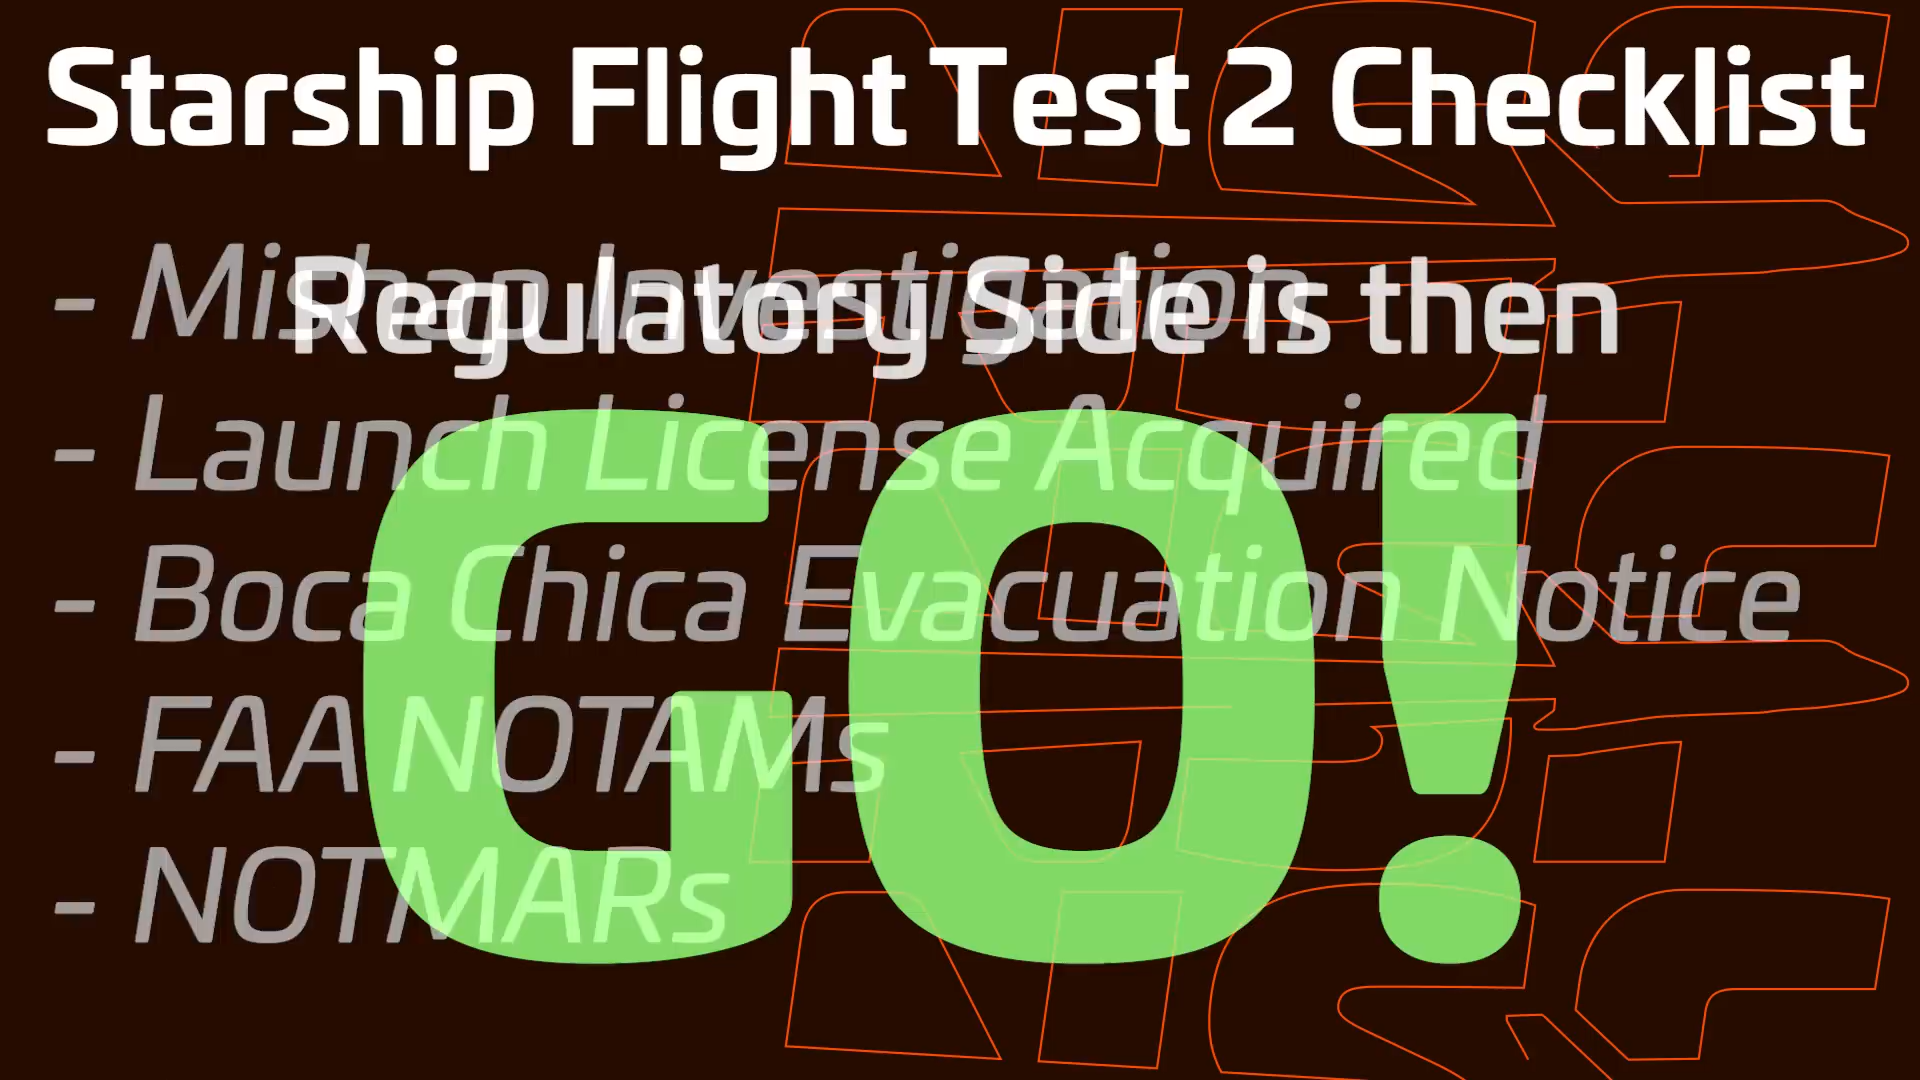 Starship Flight Test 2 Checklist
- Mishap Investigation
Regulatory Side is then
- Launch License Acquired
GO!
- Boca Chica Evacuation Notice
- FAA NOTAMs
- NOTMARs